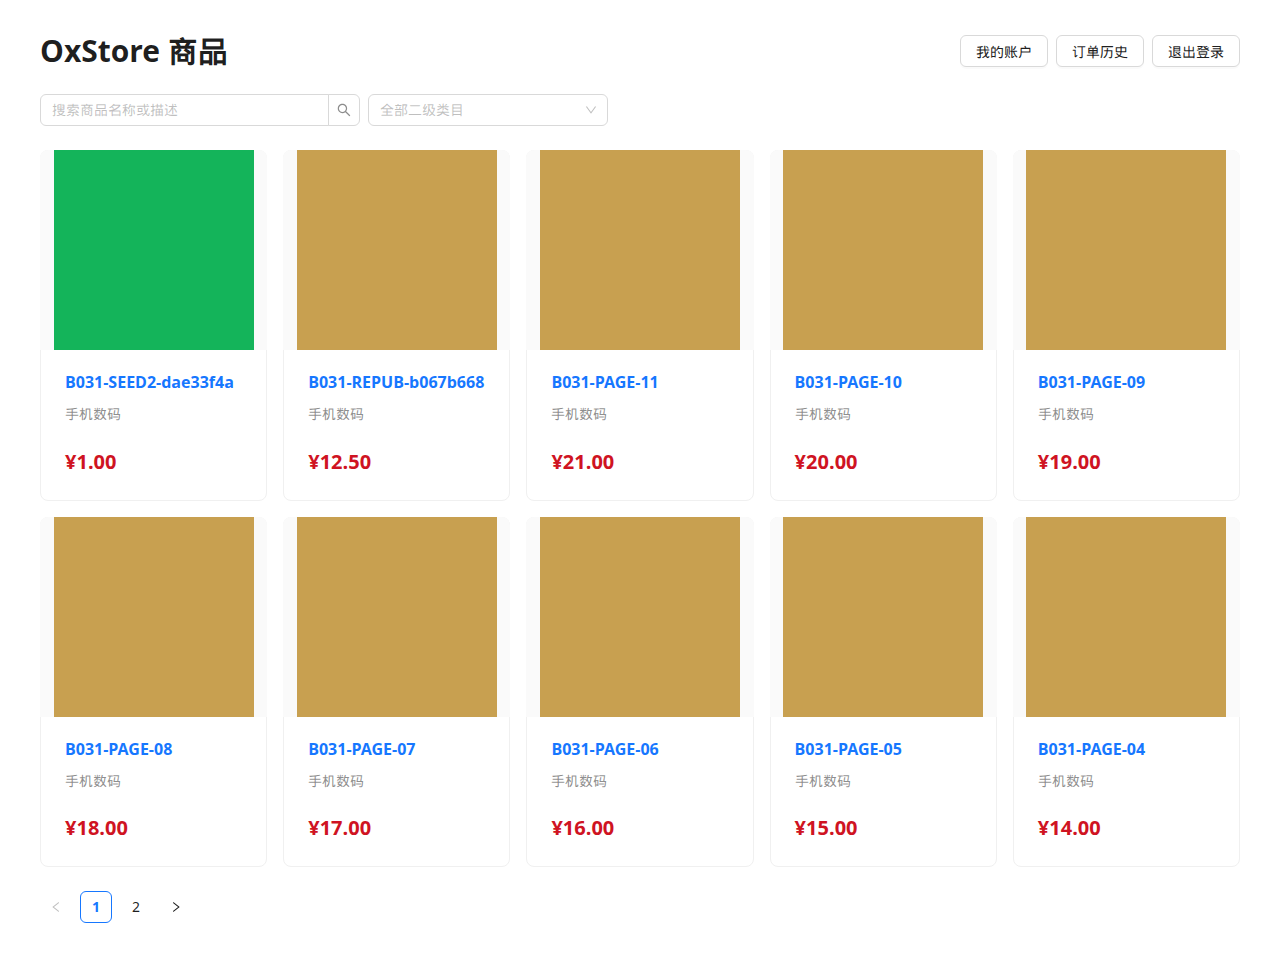 OxStore 商品
我的账户 订单历史 退出登录
搜索商品名称或描述 全部二级类目
B031-SEED2-dae33f4a B031-REPUB-b067b668 B031-PAGE-11 B031-PAGE-10 B031-PAGE-09
手机数码 手机数码 手机数码 手机数码 手机数码
¥1.00 ¥12.50 ¥21.00 ¥20.00 ¥19.00
B031-PAGE-08 B031-PAGE-07 B031-PAGE-06 B031-PAGE-05 B031-PAGE-04
手机数码 手机数码 手机数码 手机数码 手机数码
¥18.00 ¥17.00 ¥16.00 ¥15.00 ¥14.00
1 2